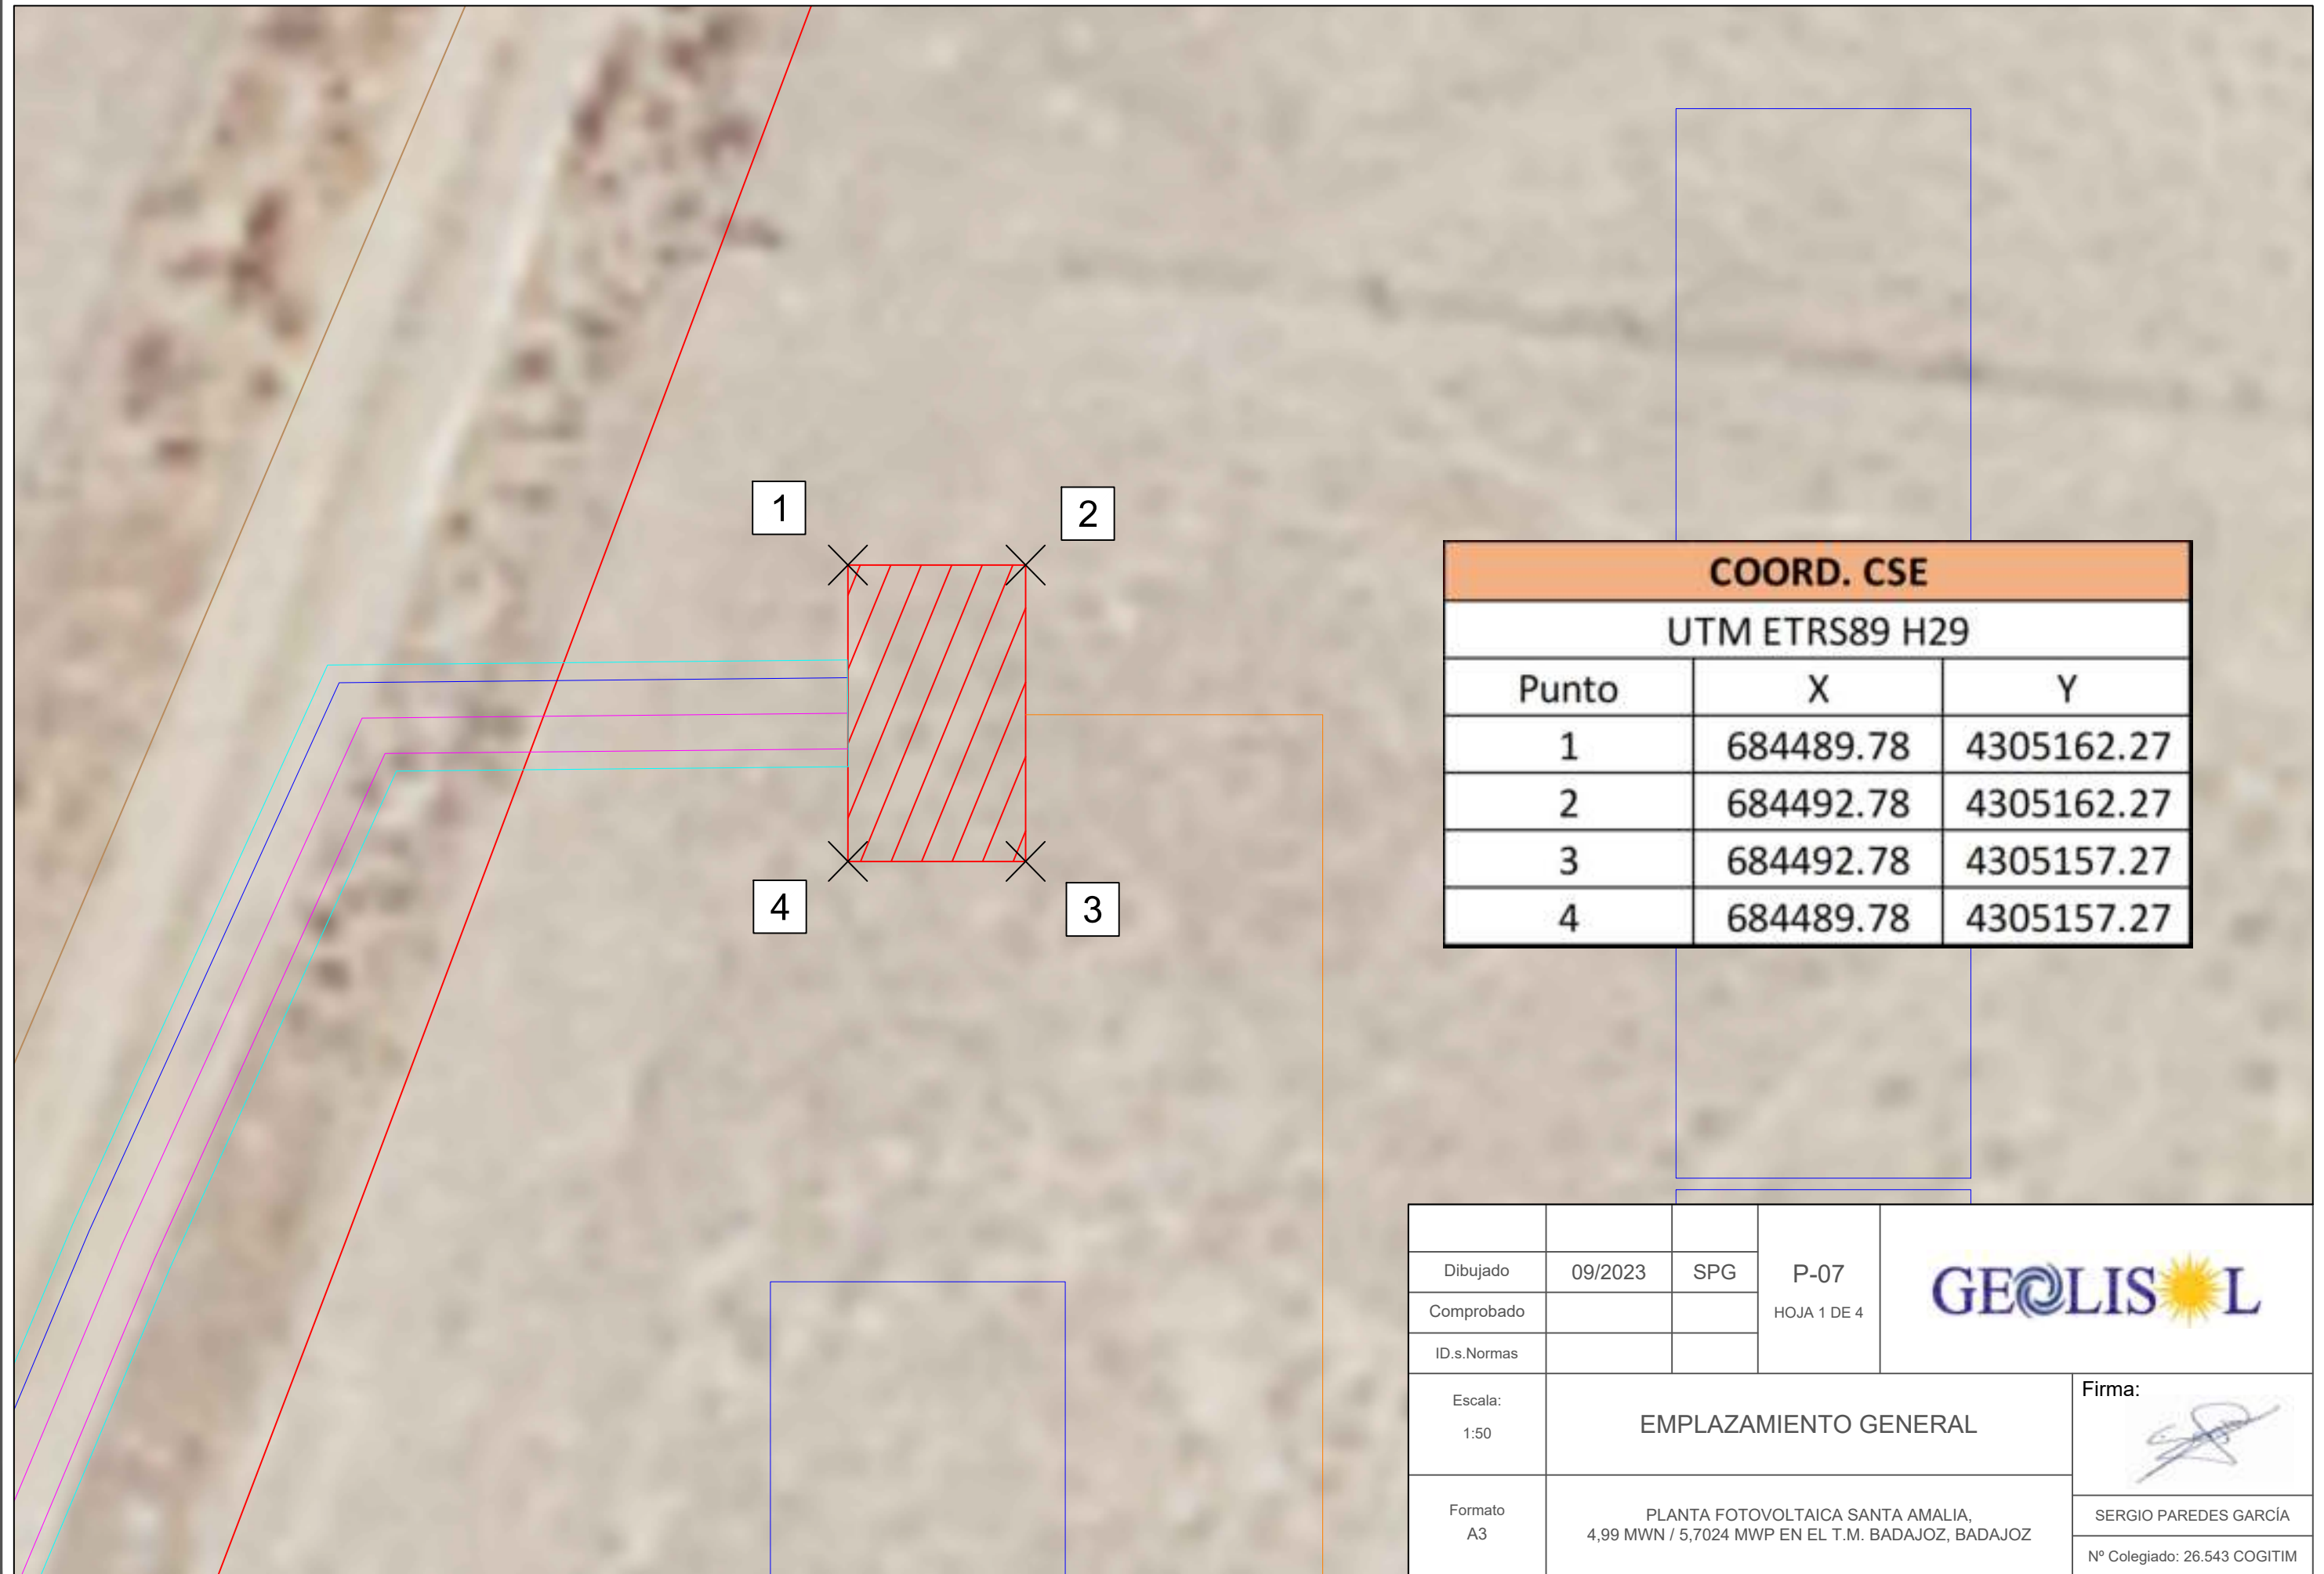 1
2
4
3
COORD. CSE
UTM ETRS89 H29
Punto X Y
1 684489.78 4305162.27
2 684492.78 4305162.27
3 684492.78 4305157.27
4 684489.78 4305157.27
Dibujado 09/2023 SPG
Comprobado
ID.s.Normas
P-07
HOJA 1 DE 4
GEOLISOL
Escala:
1:50
EMPLAZAMIENTO GENERAL
Firma:
Formato
A3
PLANTA FOTOVOLTAICA SANTA AMALIA,
4,99 MWN / 5,7024 MWP EN EL T.M. BADAJOZ, BADAJOZ
SERGIO PAREDES GARCÍA
Nº Colegiado: 26.543 COGITIM